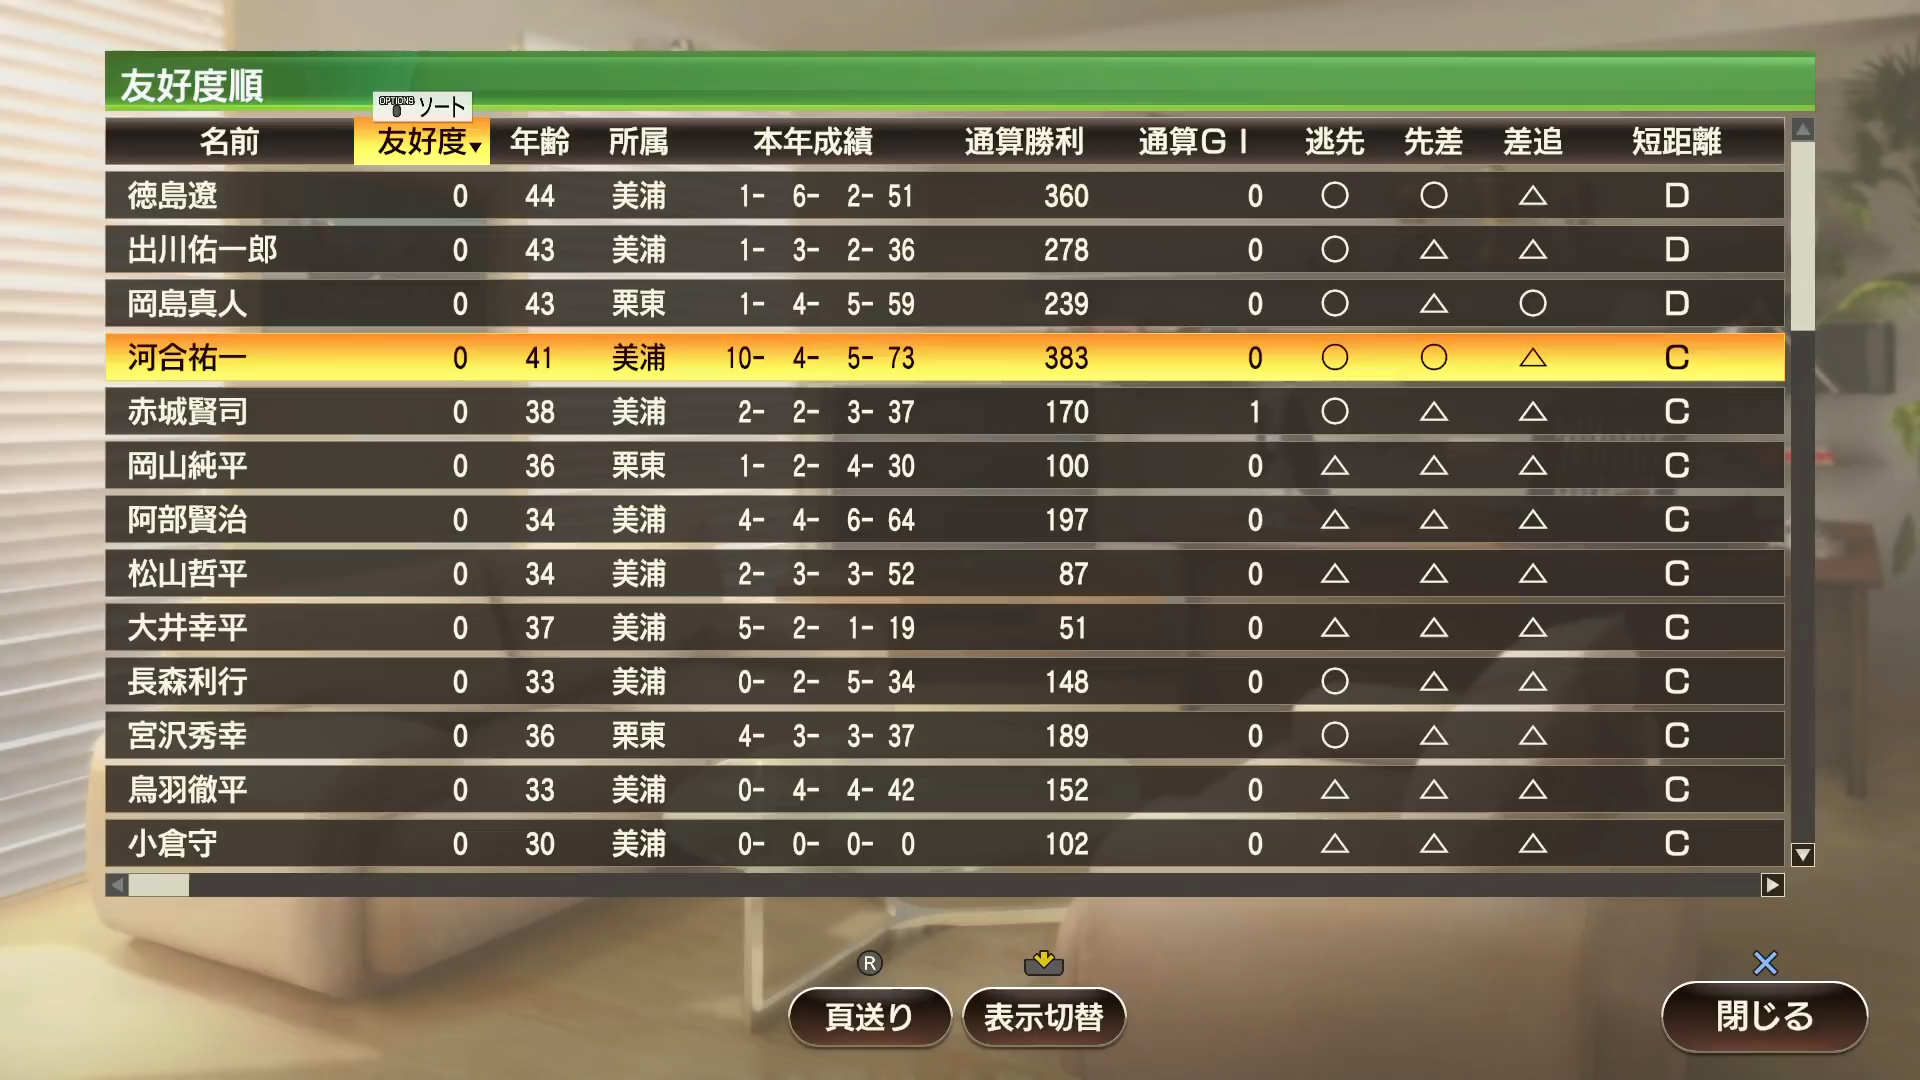 友好度順
OPTIONS ソート
名前 友好度▼ 年齢 所属 本年成績 通算勝利 通算GⅠ 逃先 先差 差追 短距離
徳島遼 0 44 美浦 1- 6- 2- 51 360 0 ○ ○ △ D
出川佑一郎 0 43 美浦 1- 3- 2- 36 278 0 ○ △ △ D
岡島真人 0 43 栗東 1- 4- 5- 59 239 0 ○ △ ○ D
河合祐一 0 41 美浦 10- 4- 5- 73 383 0 ○ ○ △ C
赤城賢司 0 38 美浦 2- 2- 3- 37 170 1 ○ △ △ C
岡山純平 0 36 栗東 1- 2- 4- 30 100 0 △ △ △ C
阿部賢治 0 34 美浦 4- 4- 6- 64 197 0 △ △ △ C
松山哲平 0 34 美浦 2- 3- 3- 52 87 0 △ △ △ C
大井幸平 0 37 美浦 5- 2- 1- 19 51 0 △ △ △ C
長森利行 0 33 美浦 0- 2- 5- 34 148 0 ○ △ △ C
宮沢秀幸 0 36 栗東 4- 3- 3- 37 189 0 ○ △ △ C
鳥羽徹平 0 33 美浦 0- 4- 4- 42 152 0 △ △ △ C
小倉守 0 30 美浦 0- 0- 0- 0 102 0 △ △ △ C
R
頁送り 表示切替 閉じる